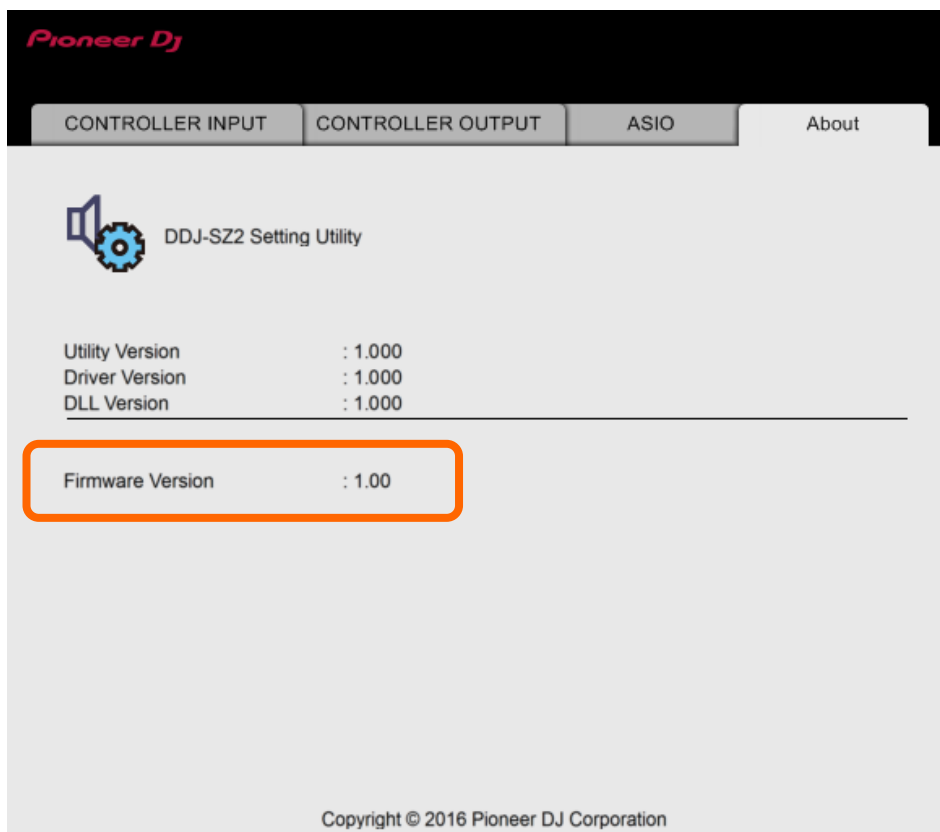 Pioneer Dj
CONTROLLER INPUT CONTROLLER OUTPUT ASIO About
DDJ-SZ2 Setting Utility
Utility Version : 1.000
Driver Version : 1.000
DLL Version : 1.000
Firmware Version : 1.00
Copyright © 2016 Pioneer DJ Corporation